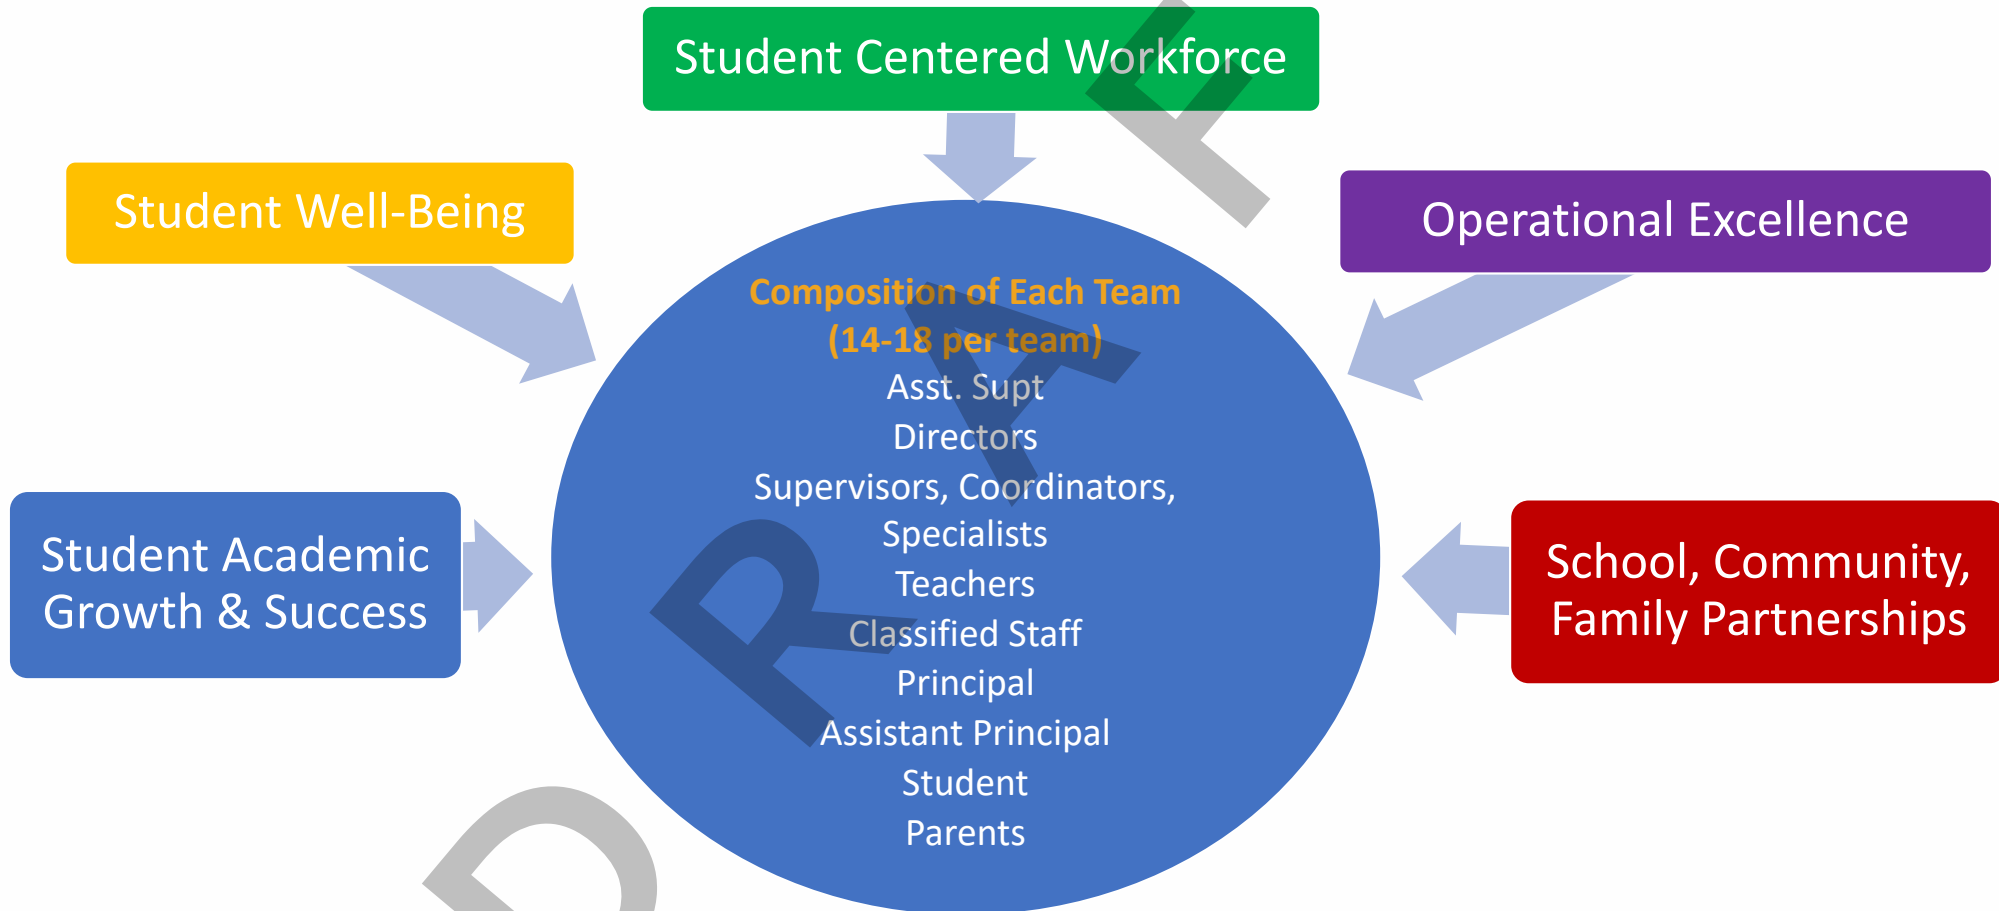 Student Centered Workforce
Student Well-Being
Operational Excellence
Student Academic
Growth & Success
School, Community,
Family Partnerships
Composition of Each Team
(14-18 per team)
Asst. Supt
Directors
Supervisors, Coordinators,
Specialists
Teachers
Classified Staff
Principal
Assistant Principal
Student
Parents
DRAFT